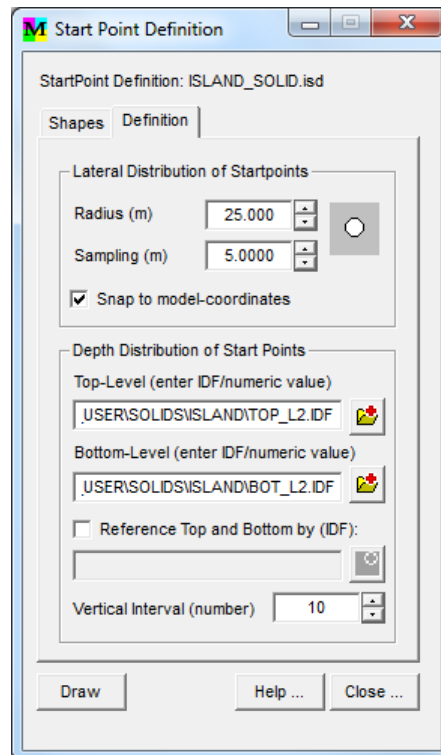 M Start Point Definition
StartPoint Definition: ISLAND_SOLID.isd
Shapes Definition
Lateral Distribution of Startpoints
Radius (m) 25.000
Sampling (m) 5.0000
Snap to model-coordinates
Depth Distribution of Start Points
Top-Level (enter IDF/numeric value)
_USER\SOLIDS\ISLAND\TOP_L2.IDF
Bottom-Level (enter IDF/numeric value)
_USER\SOLIDS\ISLAND\BOT_L2.IDF
Reference Top and Bottom by (IDF):
Vertical Interval (number) 10
Draw Help ... Close ...